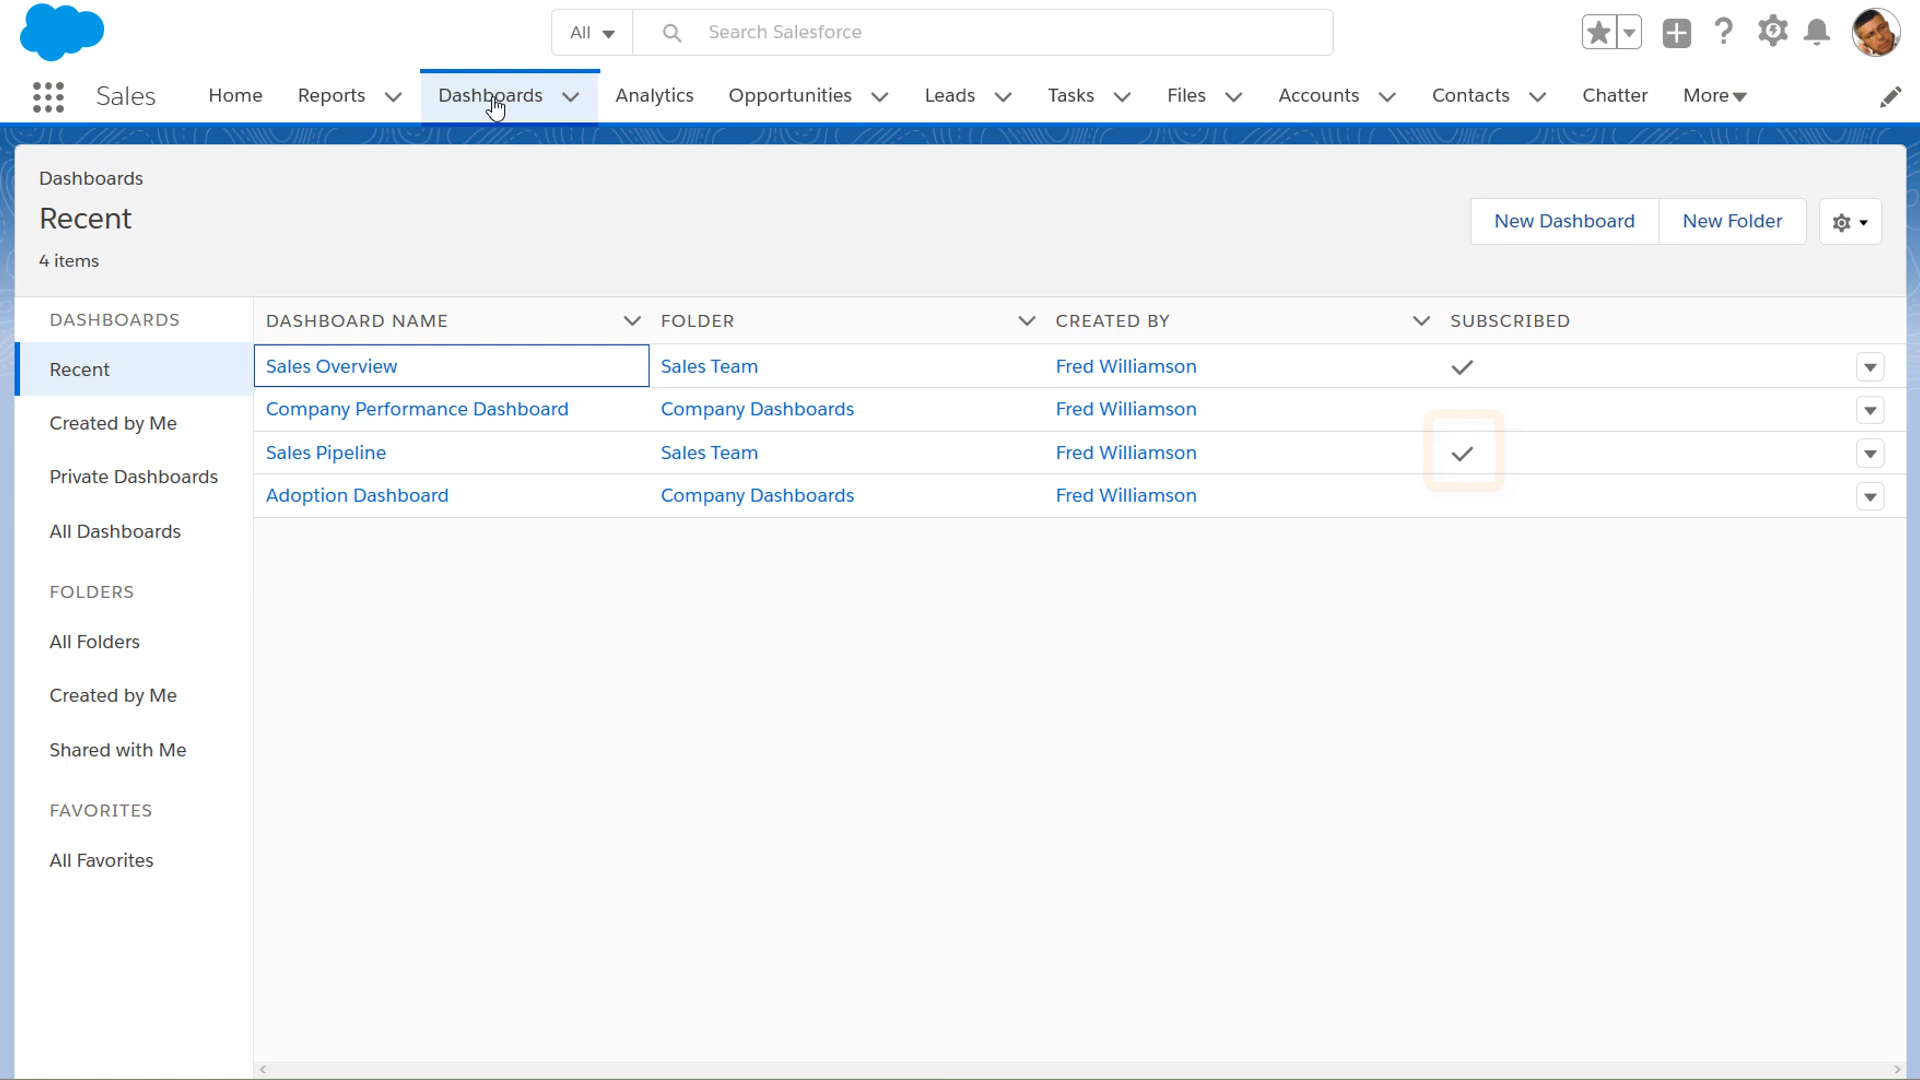 All Search Salesforce
Sales Home Reports Dashboards Analytics Opportunities Leads Tasks Files Accounts Contacts Chatter More
Dashboards
Recent
4 items
New Dashboard New Folder
DASHBOARDS
Recent
Created by Me
Private Dashboards
All Dashboards
FOLDERS
All Folders
Created by Me
Shared with Me
FAVORITES
All Favorites
DASHBOARD NAME FOLDER CREATED BY SUBSCRIBED
Sales Overview Sales Team Fred Williamson
Company Performance Dashboard Company Dashboards Fred Williamson
Sales Pipeline Sales Team Fred Williamson
Adoption Dashboard Company Dashboards Fred Williamson